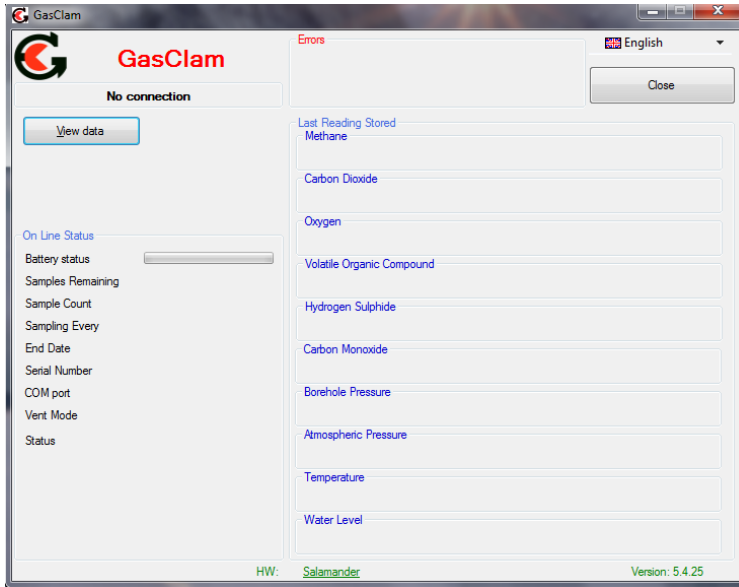 GasClam
GasClam
No connection
View data
Errors
English
Close
Last Reading Stored
Methane
Carbon Dioxide
Oxygen
Volatile Organic Compound
Hydrogen Sulphide
Carbon Monoxide
Borehole Pressure
Atmospheric Pressure
Temperature
Water Level
On Line Status
Battery status
Samples Remaining
Sample Count
Sampling Every
End Date
Serial Number
COM port
Vent Mode
Status
HW: Salamander Version: 5.4.25